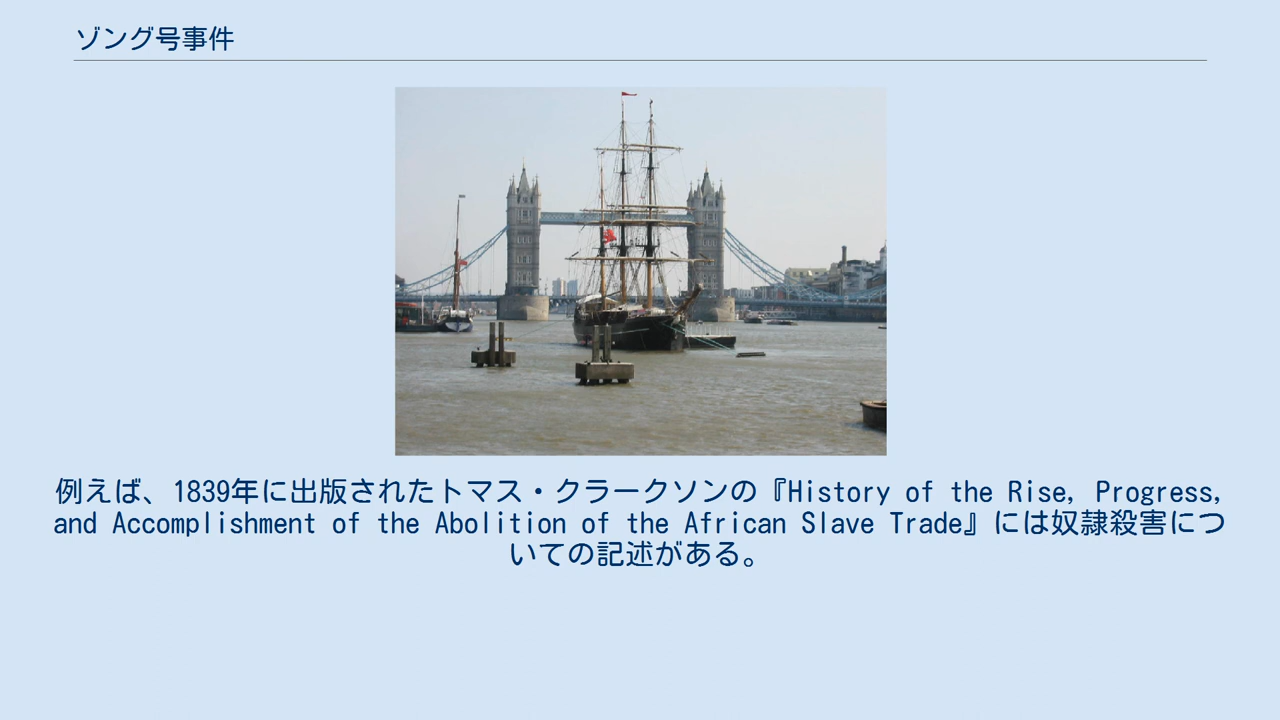 ゾング号事件
例えば、1839年に出版されたトマス・クラークソンの『History of the Rise, Progress,
and Accomplishment of the Abolition of the African Slave Trade』には奴隷殺害につ
いての記述がある。